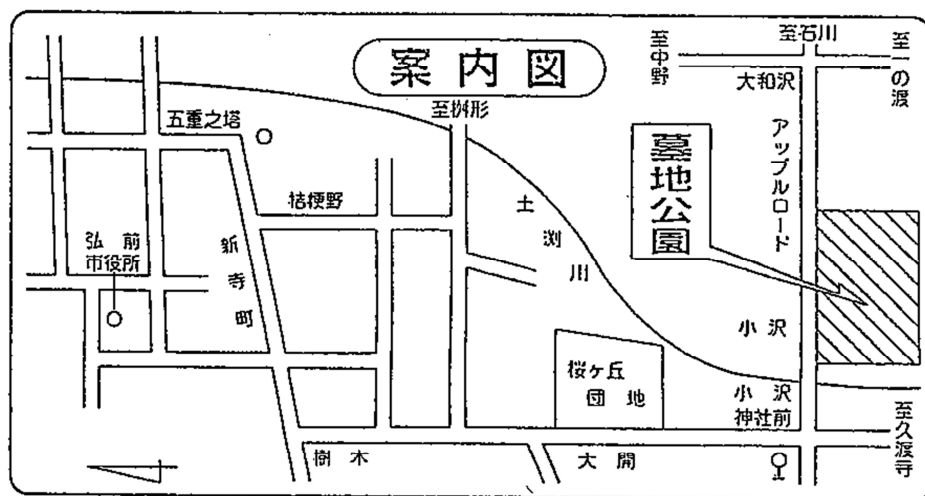 案内図
至石川
至中野
至一の渡
大和沢
アップルロード
至桝形
五重之塔
墓地公園
桔梗野
土渕川
新寺町
弘前
市役所
小沢
桜ヶ丘
団地
小沢
神社前
至久渡寺
樹木
大開